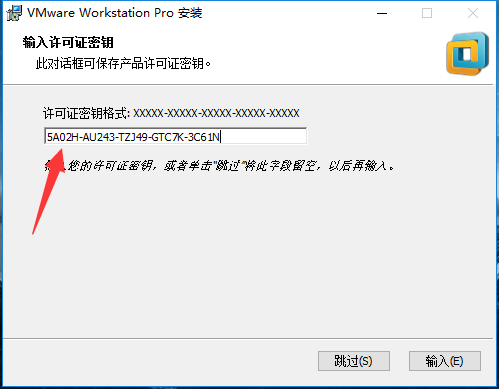 VMware Workstation Pro 安装
输入许可证密钥
此对话框可保存产品许可证密钥。
许可证密钥格式: XXXXX-XXXXX-XXXXX-XXXXX-XXXXX
5A02H-AU243-TZJ49-GTC7K-3C61N
您的许可证密钥，或者单击"跳过"将此字段留空，以后再输入。
跳过(S)
输入(E)